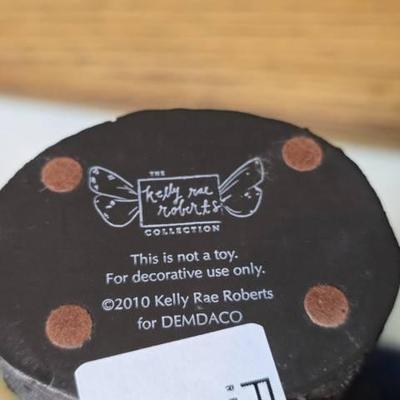 THE
kelly rae
roberts
COLLECTION
This is not a toy.
For decorative use only.
©2010 Kelly Rae Roberts
for DEMDACO